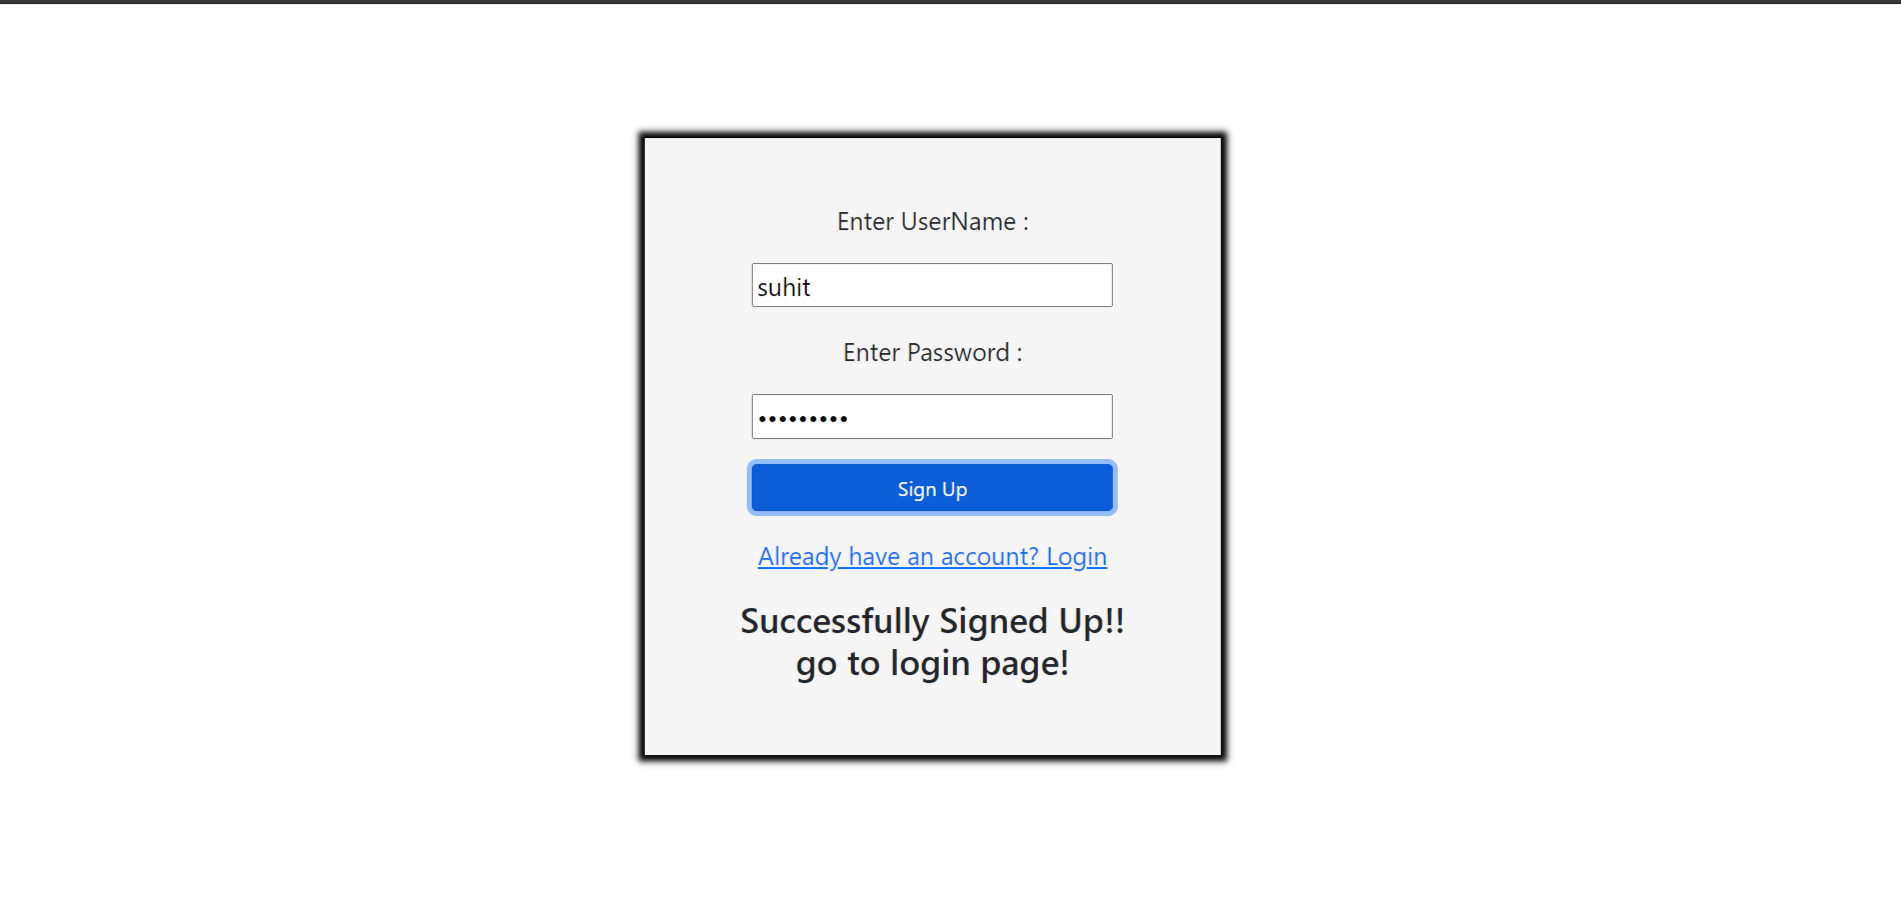 Enter UserName :
suhit
Enter Password :
•••••••••
Sign Up
Already have an account? Login
Successfully Signed Up!!
go to login page!